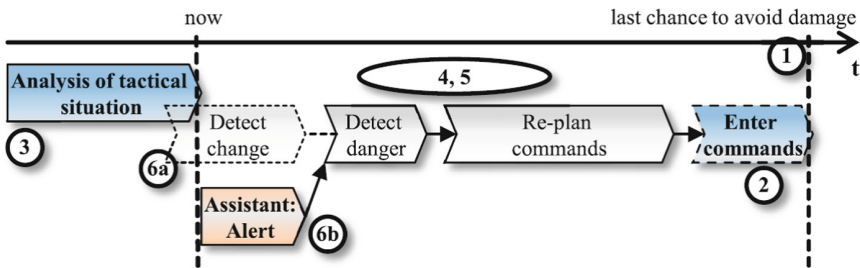 now
last chance to avoid damage
1
t
Analysis of tactical
situation
4, 5
3
Detect
change
Detect
danger
Re-plan
commands
Enter
commands
6a
2
Assistant:
Alert
6b